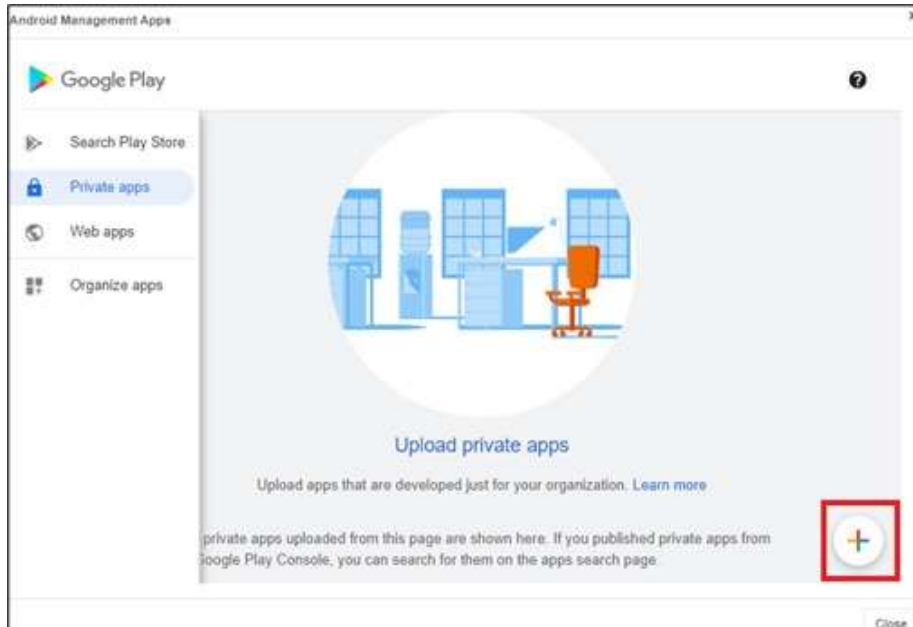 Android Management Apps
Google Play
Search Play Store
Private apps
Web apps
Organize apps
Upload private apps
Upload apps that are developed just for your organization. Learn more
private apps uploaded from this page are shown here. If you published private apps from
Google Play Console, you can search for them on the apps search page
Close